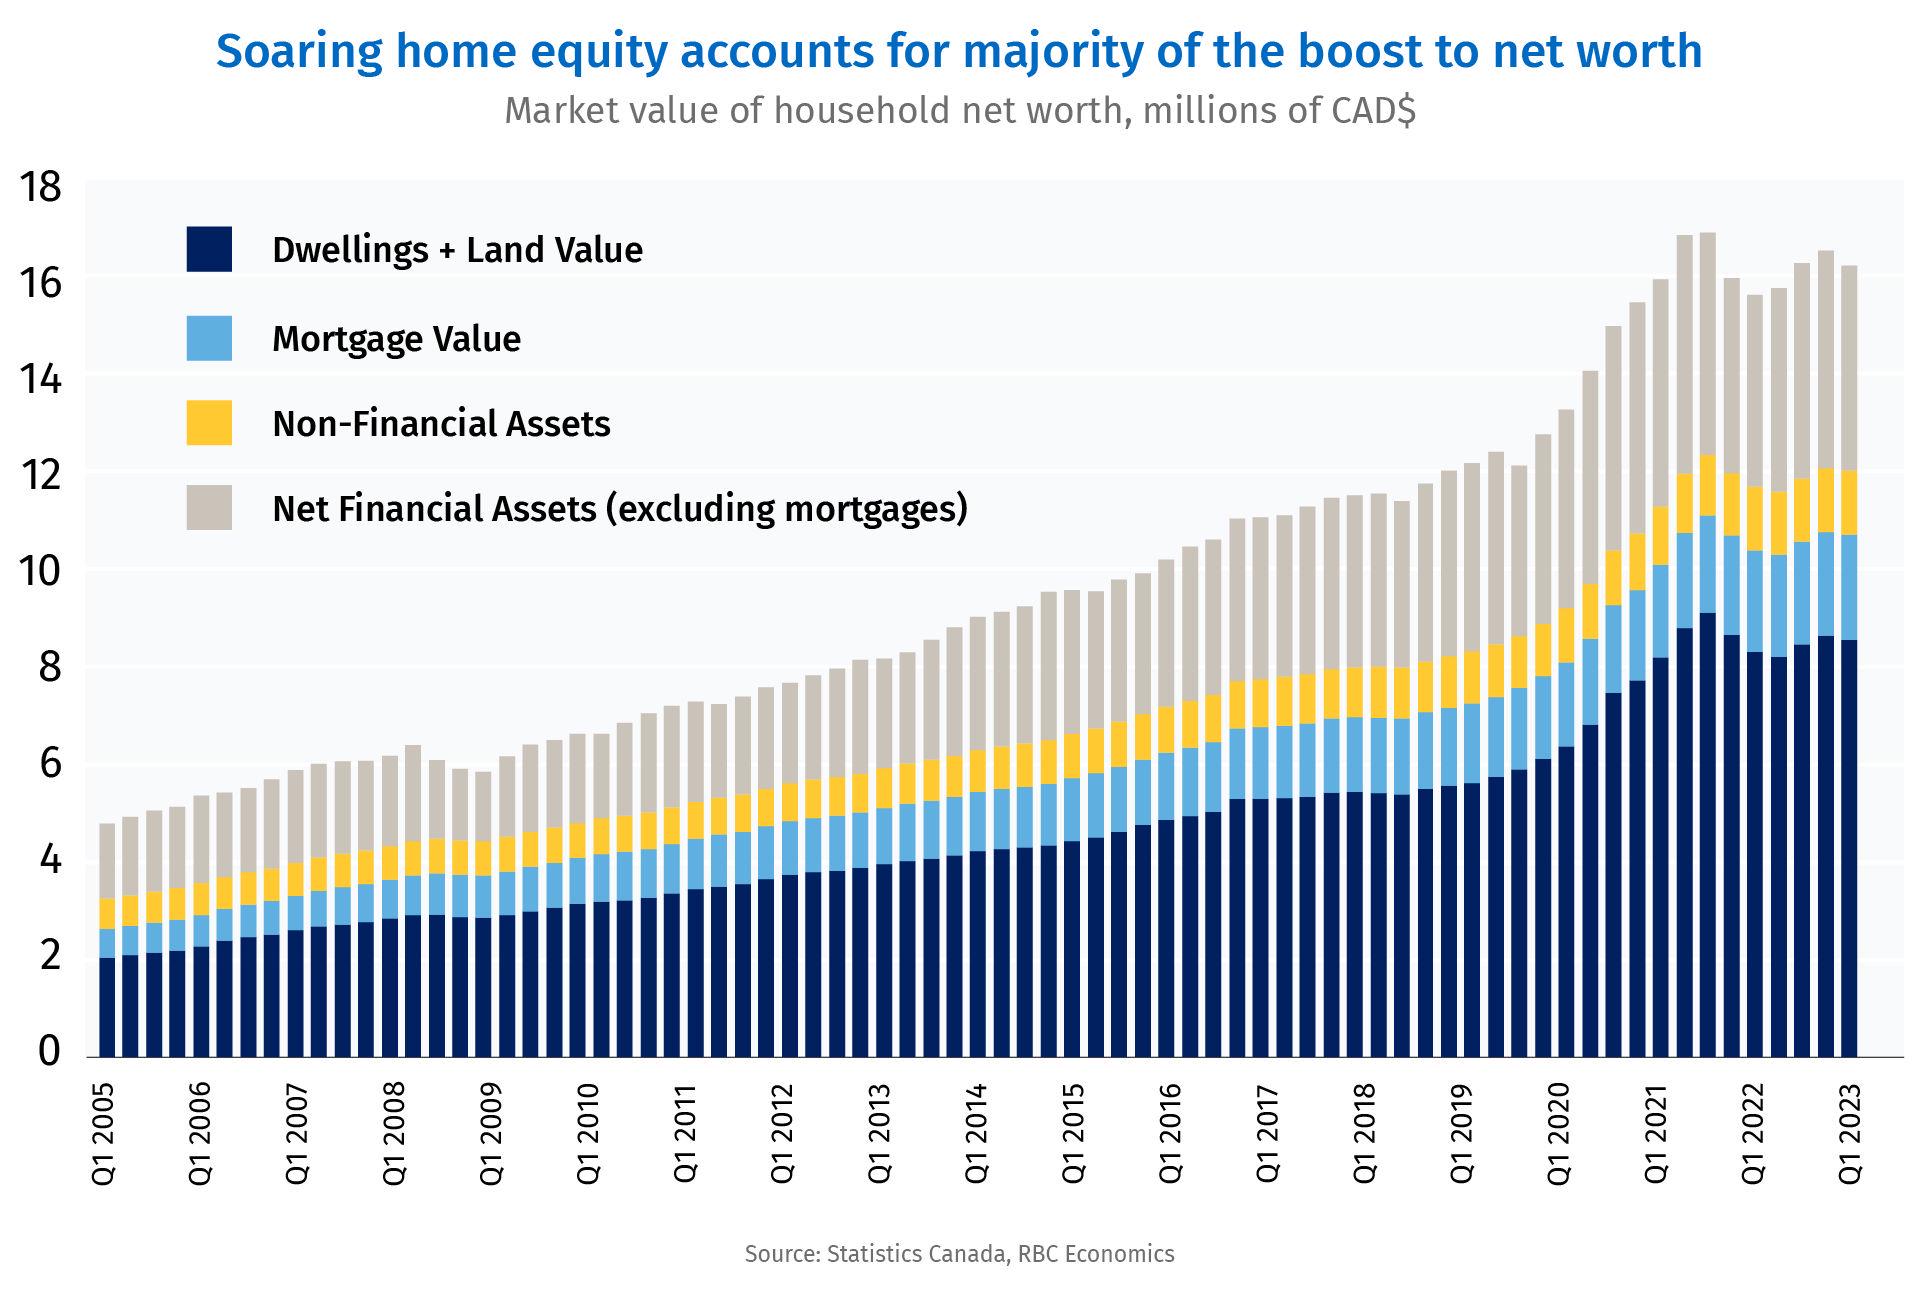 Soaring home equity accounts for majority of the boost to net worth
Market value of household net worth, millions of CAD$
18
16
14
12
10
8
6
4
2
0
Dwellings + Land Value
Mortgage Value
Non-Financial Assets
Net Financial Assets (excluding mortgages)
Q1 2005
Q1 2006
Q1 2007
Q1 2008
Q1 2009
Q1 2010
Q1 2011
Q1 2012
Q1 2013
Q1 2014
Q1 2015
Q1 2016
Q1 2017
Q1 2018
Q1 2019
Q1 2020
Q1 2021
Q1 2022
Q1 2023
Source: Statistics Canada, RBC Economics